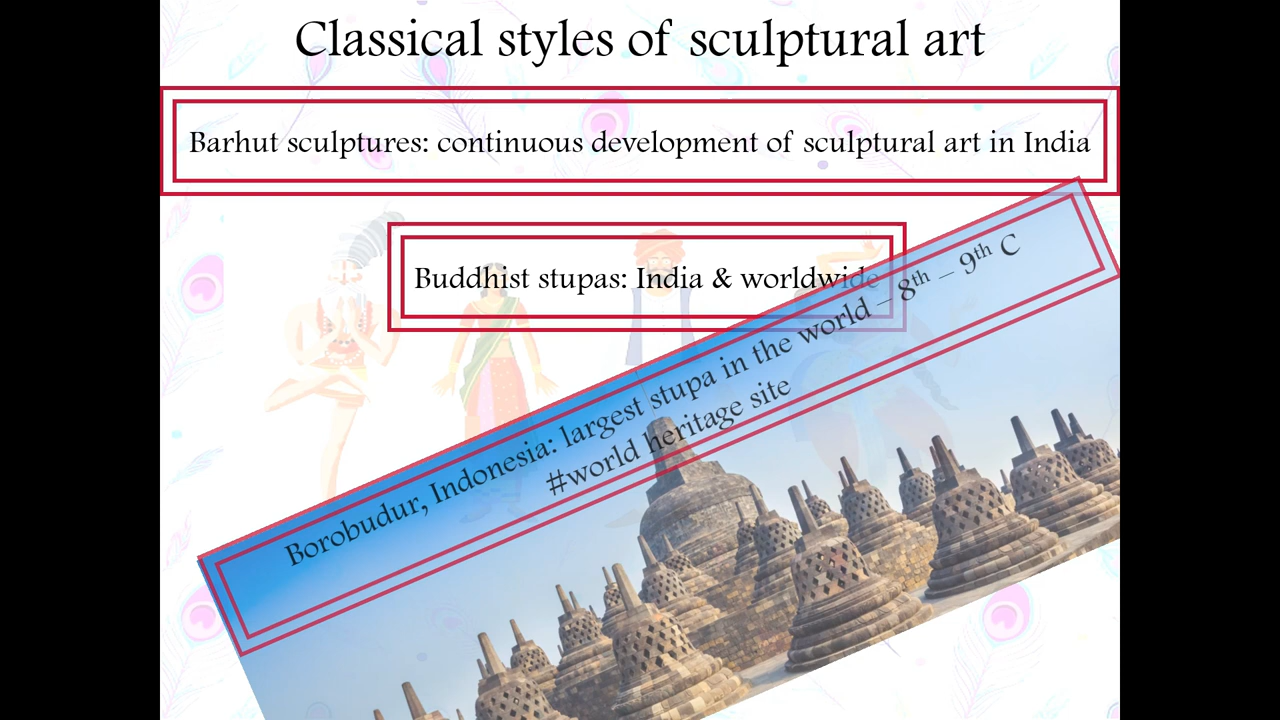 Classical styles of sculptural art
Barhut sculptures: continuous development of sculptural art in India
Buddhist stupas: India & worldwide
Borobudur, Indonesia: largest stupa in the world – 8th – 9th C
#world heritage site